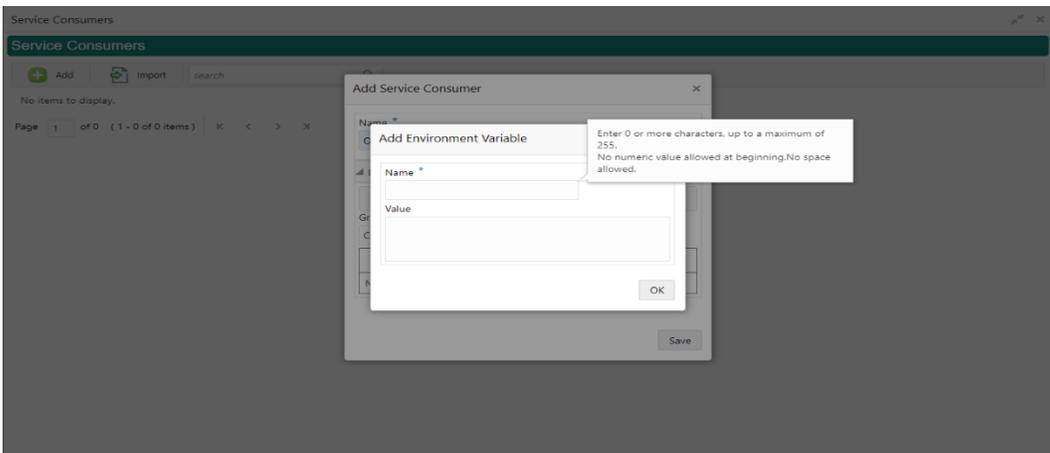 Service Consumers
Service Consumers
Add Import search
No items to display.
Page 1 of 0 (1 - 0 of 0 items)
Add Service Consumer
Name *
Add Environment Variable
Enter 0 or more characters, up to a maximum of
255.
No numeric value allowed at beginning.No space
allowed.
Name *
Value
Gr
C
N
OK
Save